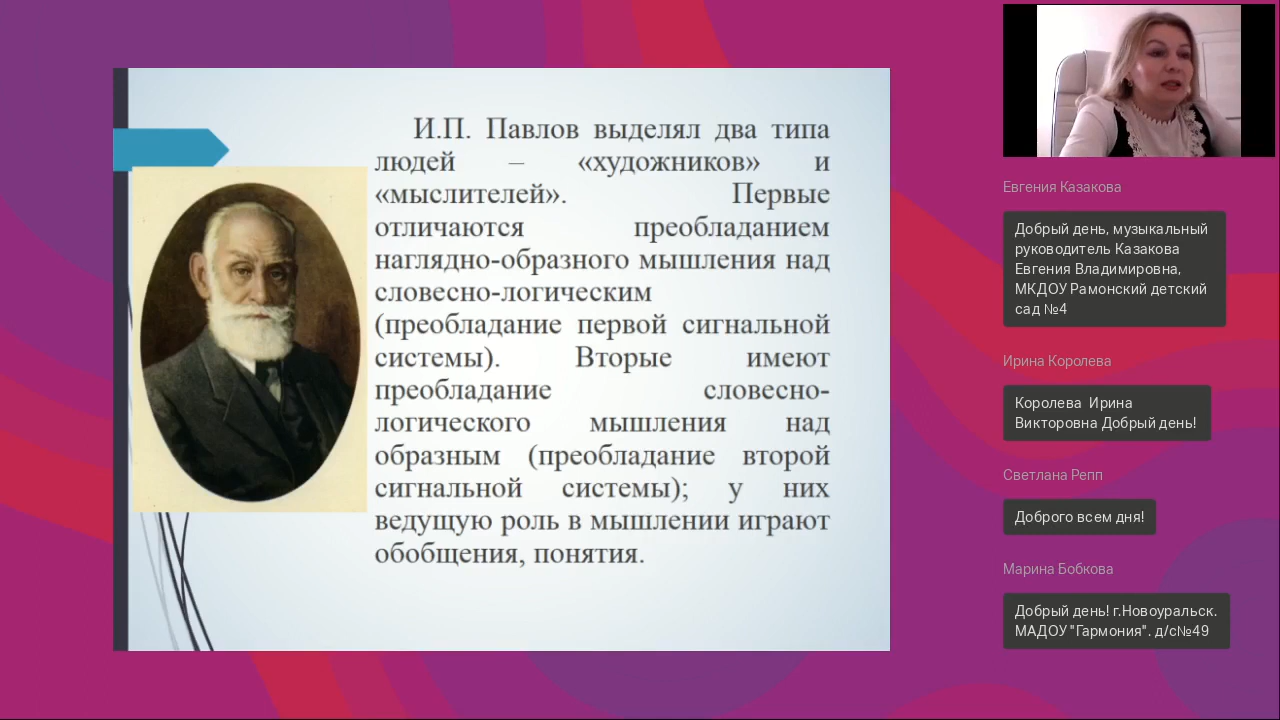 И.П. Павлов выделял два типа
людей – «художников» и
«мыслителей». Первые
отличаются преобладанием
наглядно-образного мышления над
словесно-логическим
(преобладание первой сигнальной
системы). Вторые имеют
преобладание словесно-
логического мышления над
образным (преобладание второй
сигнальной системы); у них
ведущую роль в мышлении играют
обобщения, понятия.
Евгения Казакова
Добрый день, музыкальный
руководитель Казакова
Евгения Владимировна,
МКДОУ Рамонский детский
сад №4
Ирина Королева
Королева Ирина
Викторовна Добрый день!
Светлана Репп
Доброго всем дня!
Марина Бобкова
Добрый день! г.Новоуральск.
МАДОУ "Гармония". д/с№49